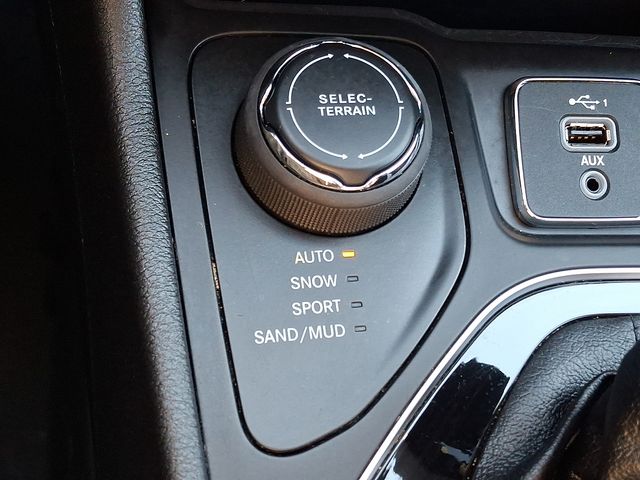 SELEC-
TERRAIN
1
AUX
AUTO
SNOW
SPORT
SAND/MUD